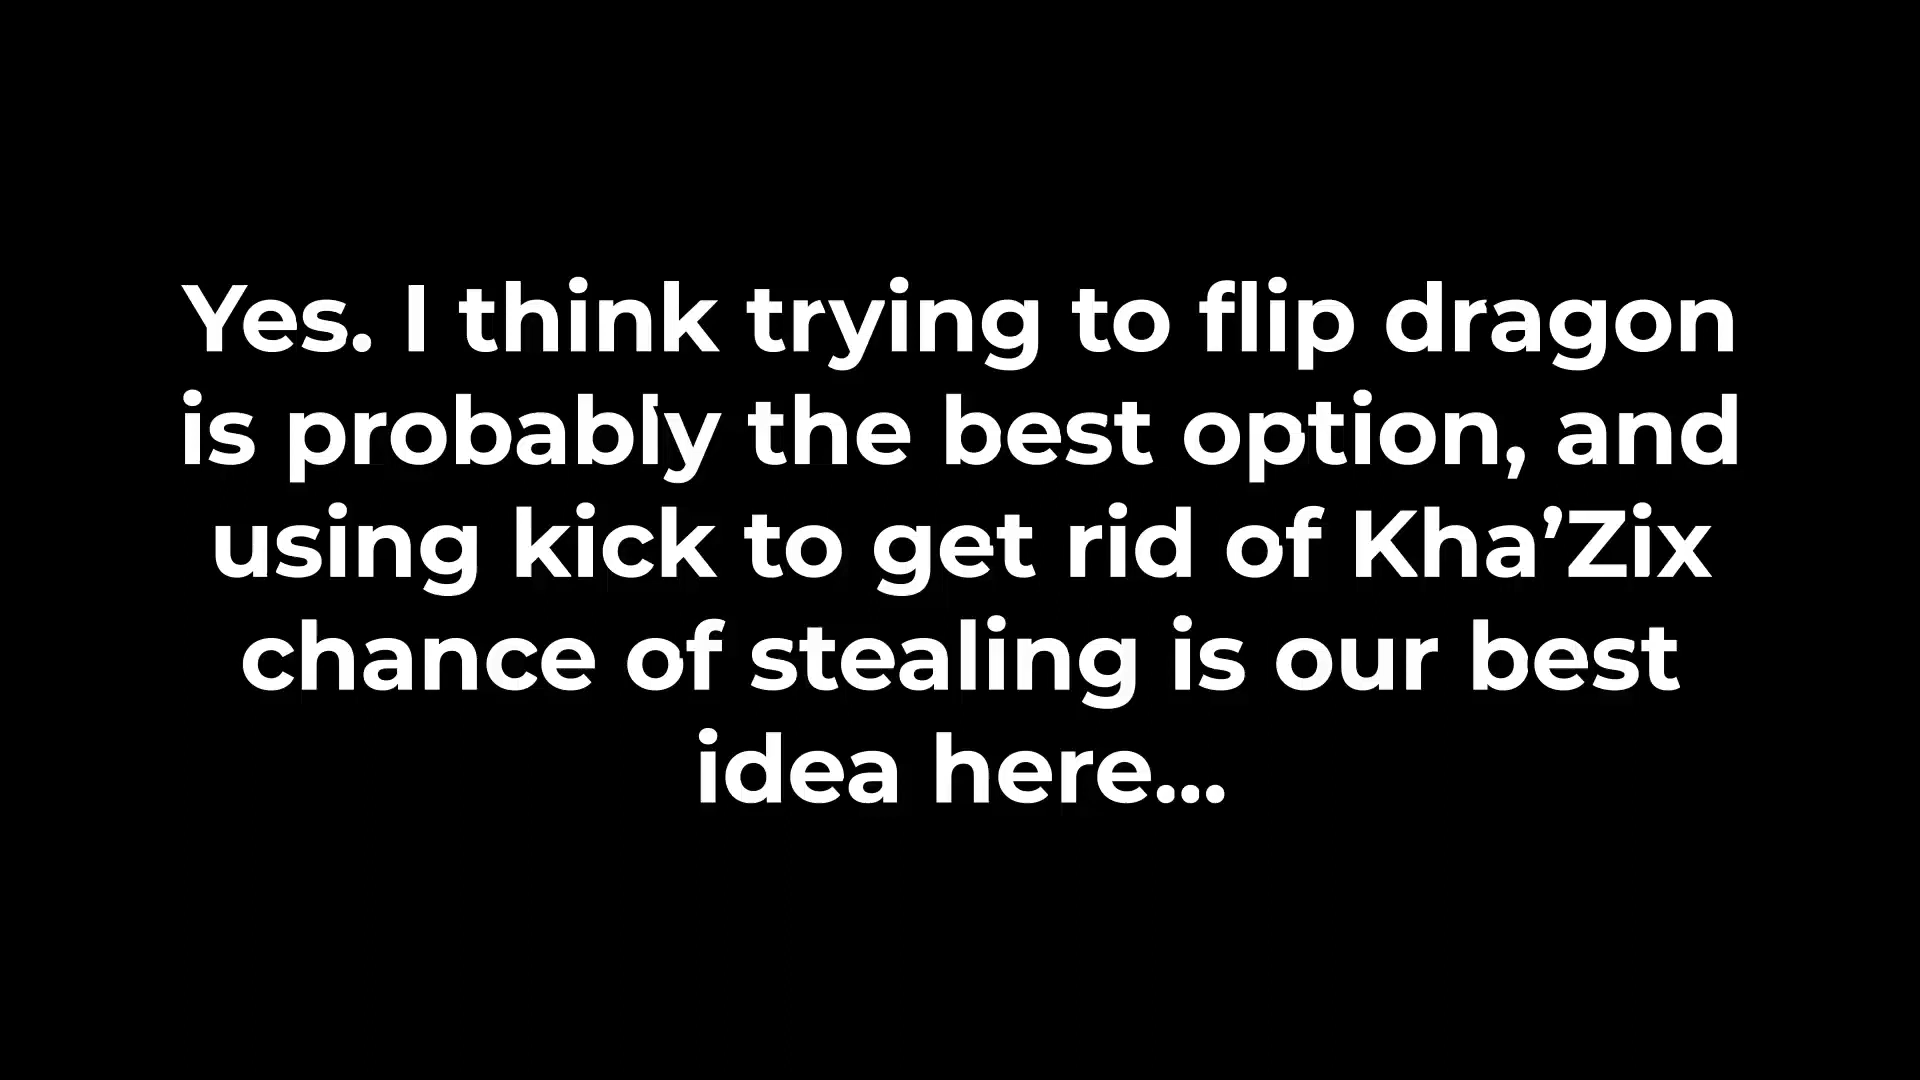 Yes. I think trying to flip dragon
is probably the best option, and
using kick to get rid of Kha’Zix
chance of stealing is our best
idea here...